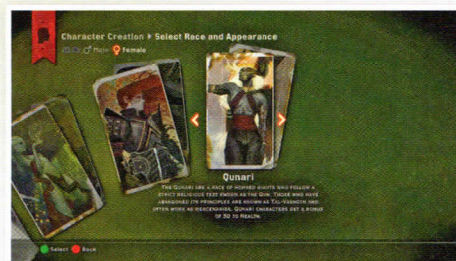 Character Creation ▸ Select Race and Appearance
Male Female
Qunari
The Qunari are a race of horned giants who follow a
strict religious text known as the Qun. Those who have
abandoned its principles are known as Tal-Vashoth and
often work as mercenaries. Qunari characters get a bonus
of 50 to Health.
Select Back